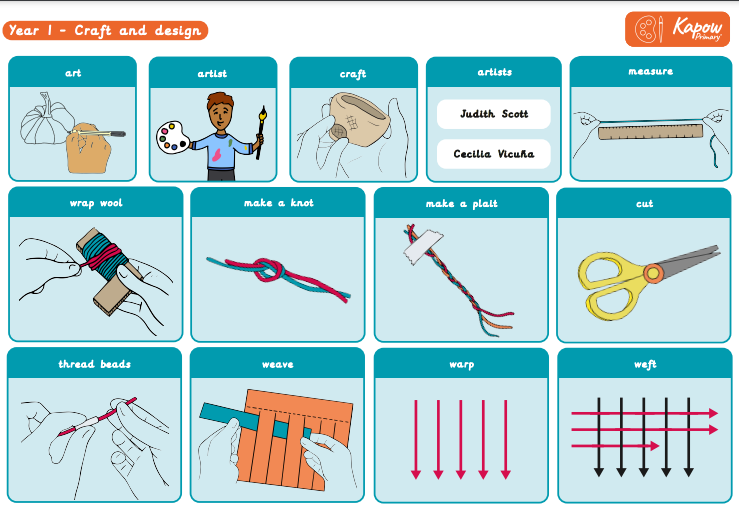 Year 1 - Craft and design
Kapow
Primary
art
artist
craft
artists
measure
Judith Scott
Cecilia Vicuña
wrap wool
make a knot
make a plait
cut
thread beads
weave
warp
weft